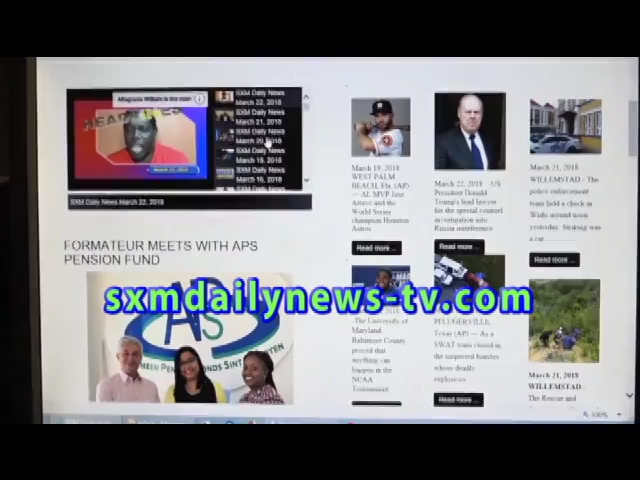 HEADLINES
SXM Daily News
March 22, 2018
SXM Daily News
March 21, 2018
SXM Daily News
March 20, 2018
SXM Daily News
March 19, 2018
SXM Daily News
SXM Daily News March 22, 2018
FORMATEUR MEETS WITH APS
PENSION FUND
APS
sxmdailynews-tv.com
March 19, 2018
WEST PALM
BEACH, Fla. (AP)
— AL MVP Jose
Altuve and the
World Series
champion Houston
Astros
Read more ...
The University of
Maryland
Baltimore County
proved that
anything can
happen in the
NCAA
Tournament
March 22, 2018 - US
President Donald
Trump's lead lawyer
for the special counsel
investigation into
Russia interference
Read more ...
PFLUGERVILLE,
Texas (AP) — As a
SWAT team closed in,
the suspected bomber
whose deadly
explosives
Read more ...
March 21, 2018
WILLEMSTAD - The
police enforcement
team held a check in
around noon
yesterday. Striking was
a car
Read more ...
March 21, 2018
WILLEMSTAD -
The Rescue and
100%